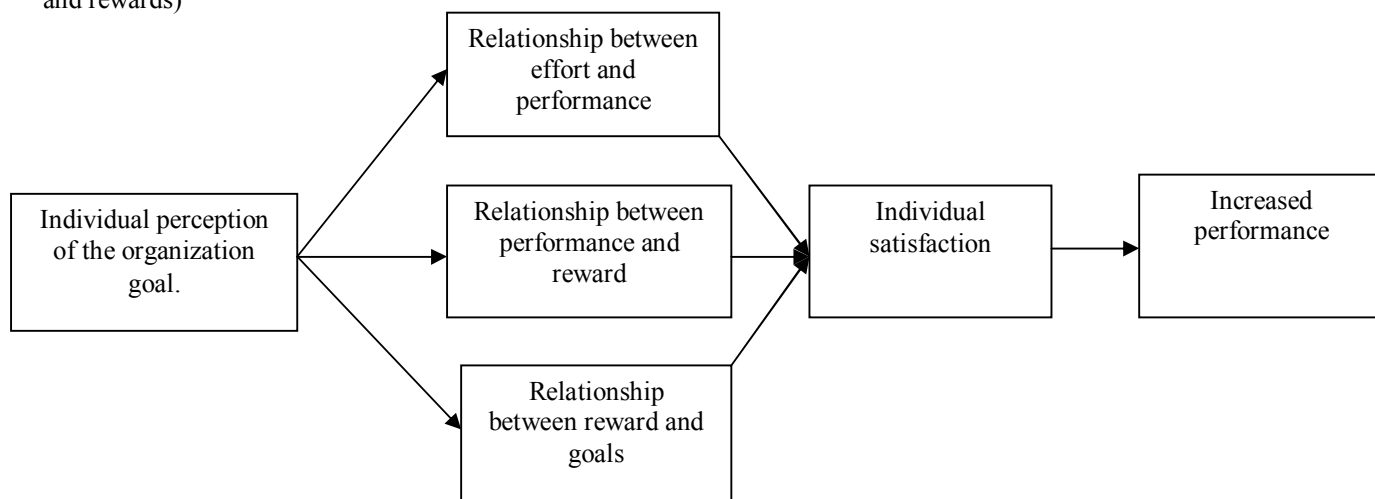 and rewards)
Relationship between
effort and
performance
Individual perception
of the organization
goal.
Relationship between
performance and
reward
Individual
satisfaction
Increased
performance
Relationship
between reward and
goals